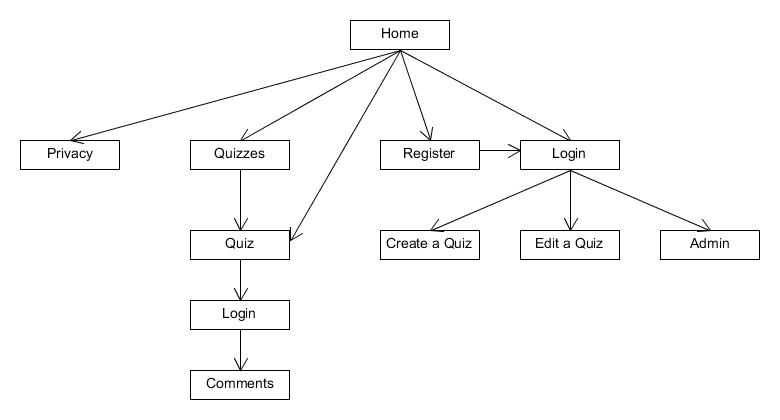 Home
Privacy
Quizzes
Register
Login
Quiz
Create a Quiz
Edit a Quiz
Admin
Login
Comments